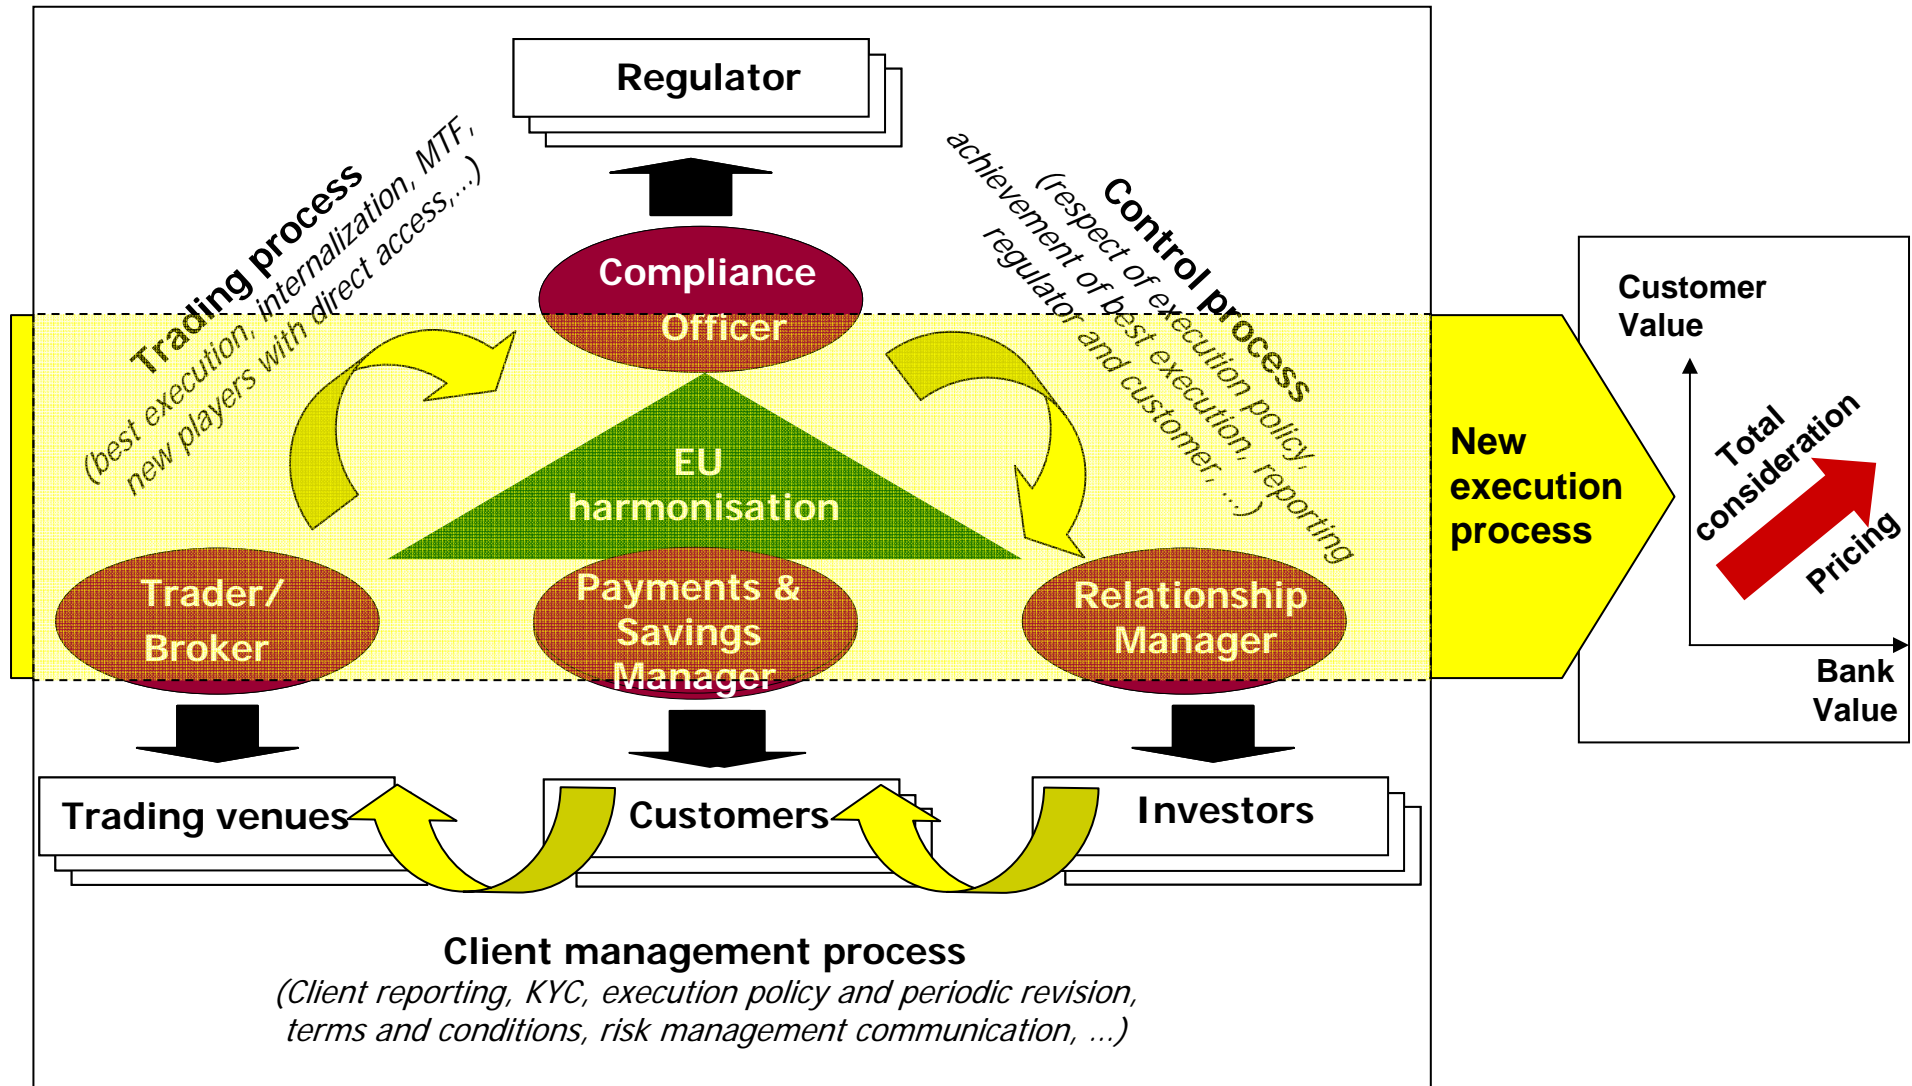 Regulator
Trading process
(best execution, internalization, MTF,
new players with direct access,...)
Control process
(respect of execution policy,
achievement of best execution, reporting
regulator and customer, ...)
Compliance
Officer
EU
harmonisation
Trader/
Broker
Payments &
Savings
Manager
Relationship
Manager
New
execution
process
Customer
Value
Total
consideration
Pricing
Bank
Value
Trading venues
Customers
Investors
Client management process
(Client reporting, KYC, execution policy and periodic revision,
terms and conditions, risk management communication, ...)